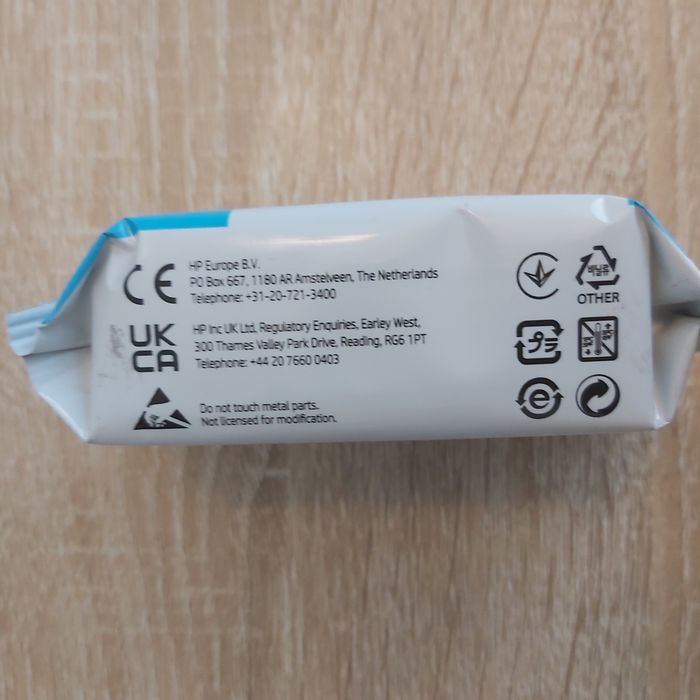 CE
HP Europe B.V.
PO Box 667, 1180 AR Amstelveen, The Netherlands
Telephone: +31-20-721-3400
UK
CA
HP Inc UK Ltd, Regulatory Enquiries, Earley West,
300 Thames Valley Park Drive, Reading, RG6 1PT
Telephone: +44 20 7660 0403
Do not touch metal parts.
Not licensed for modification.
OTHER
プラ
e